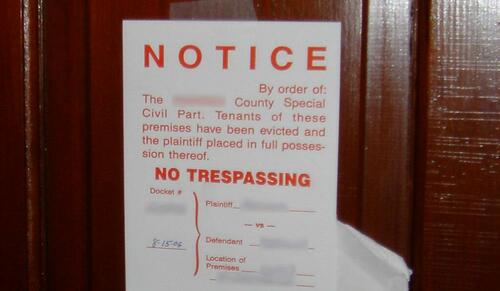 NOTICE
By order of:
The County Special
Civil Part. Tenants of these
premises have been evicted and
the plaintiff placed in full posses-
sion thereof.
NO TRESPASSING
Docket #
Plaintiff
— vs —
8-15-06
Defendant
Location of
Premises